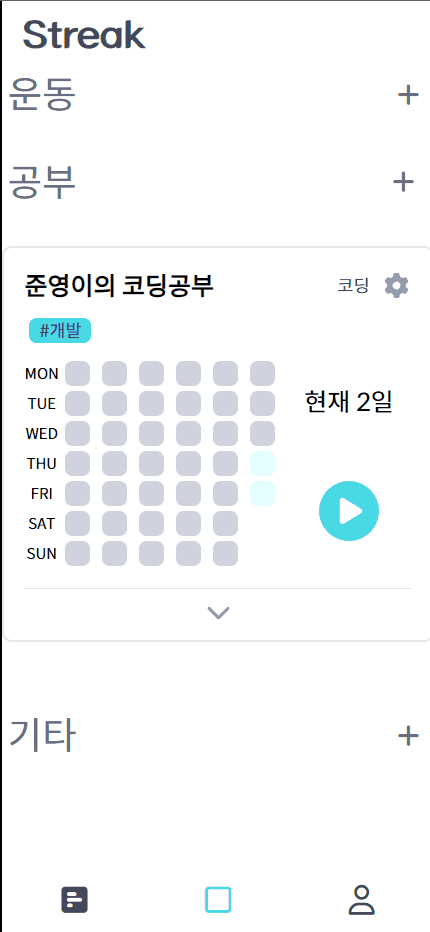 Streak
운동
공부
준영이의 코딩공부 코딩
#개발
MON
TUE
현재 2일
WED
THU
FRI
SAT
SUN
기타